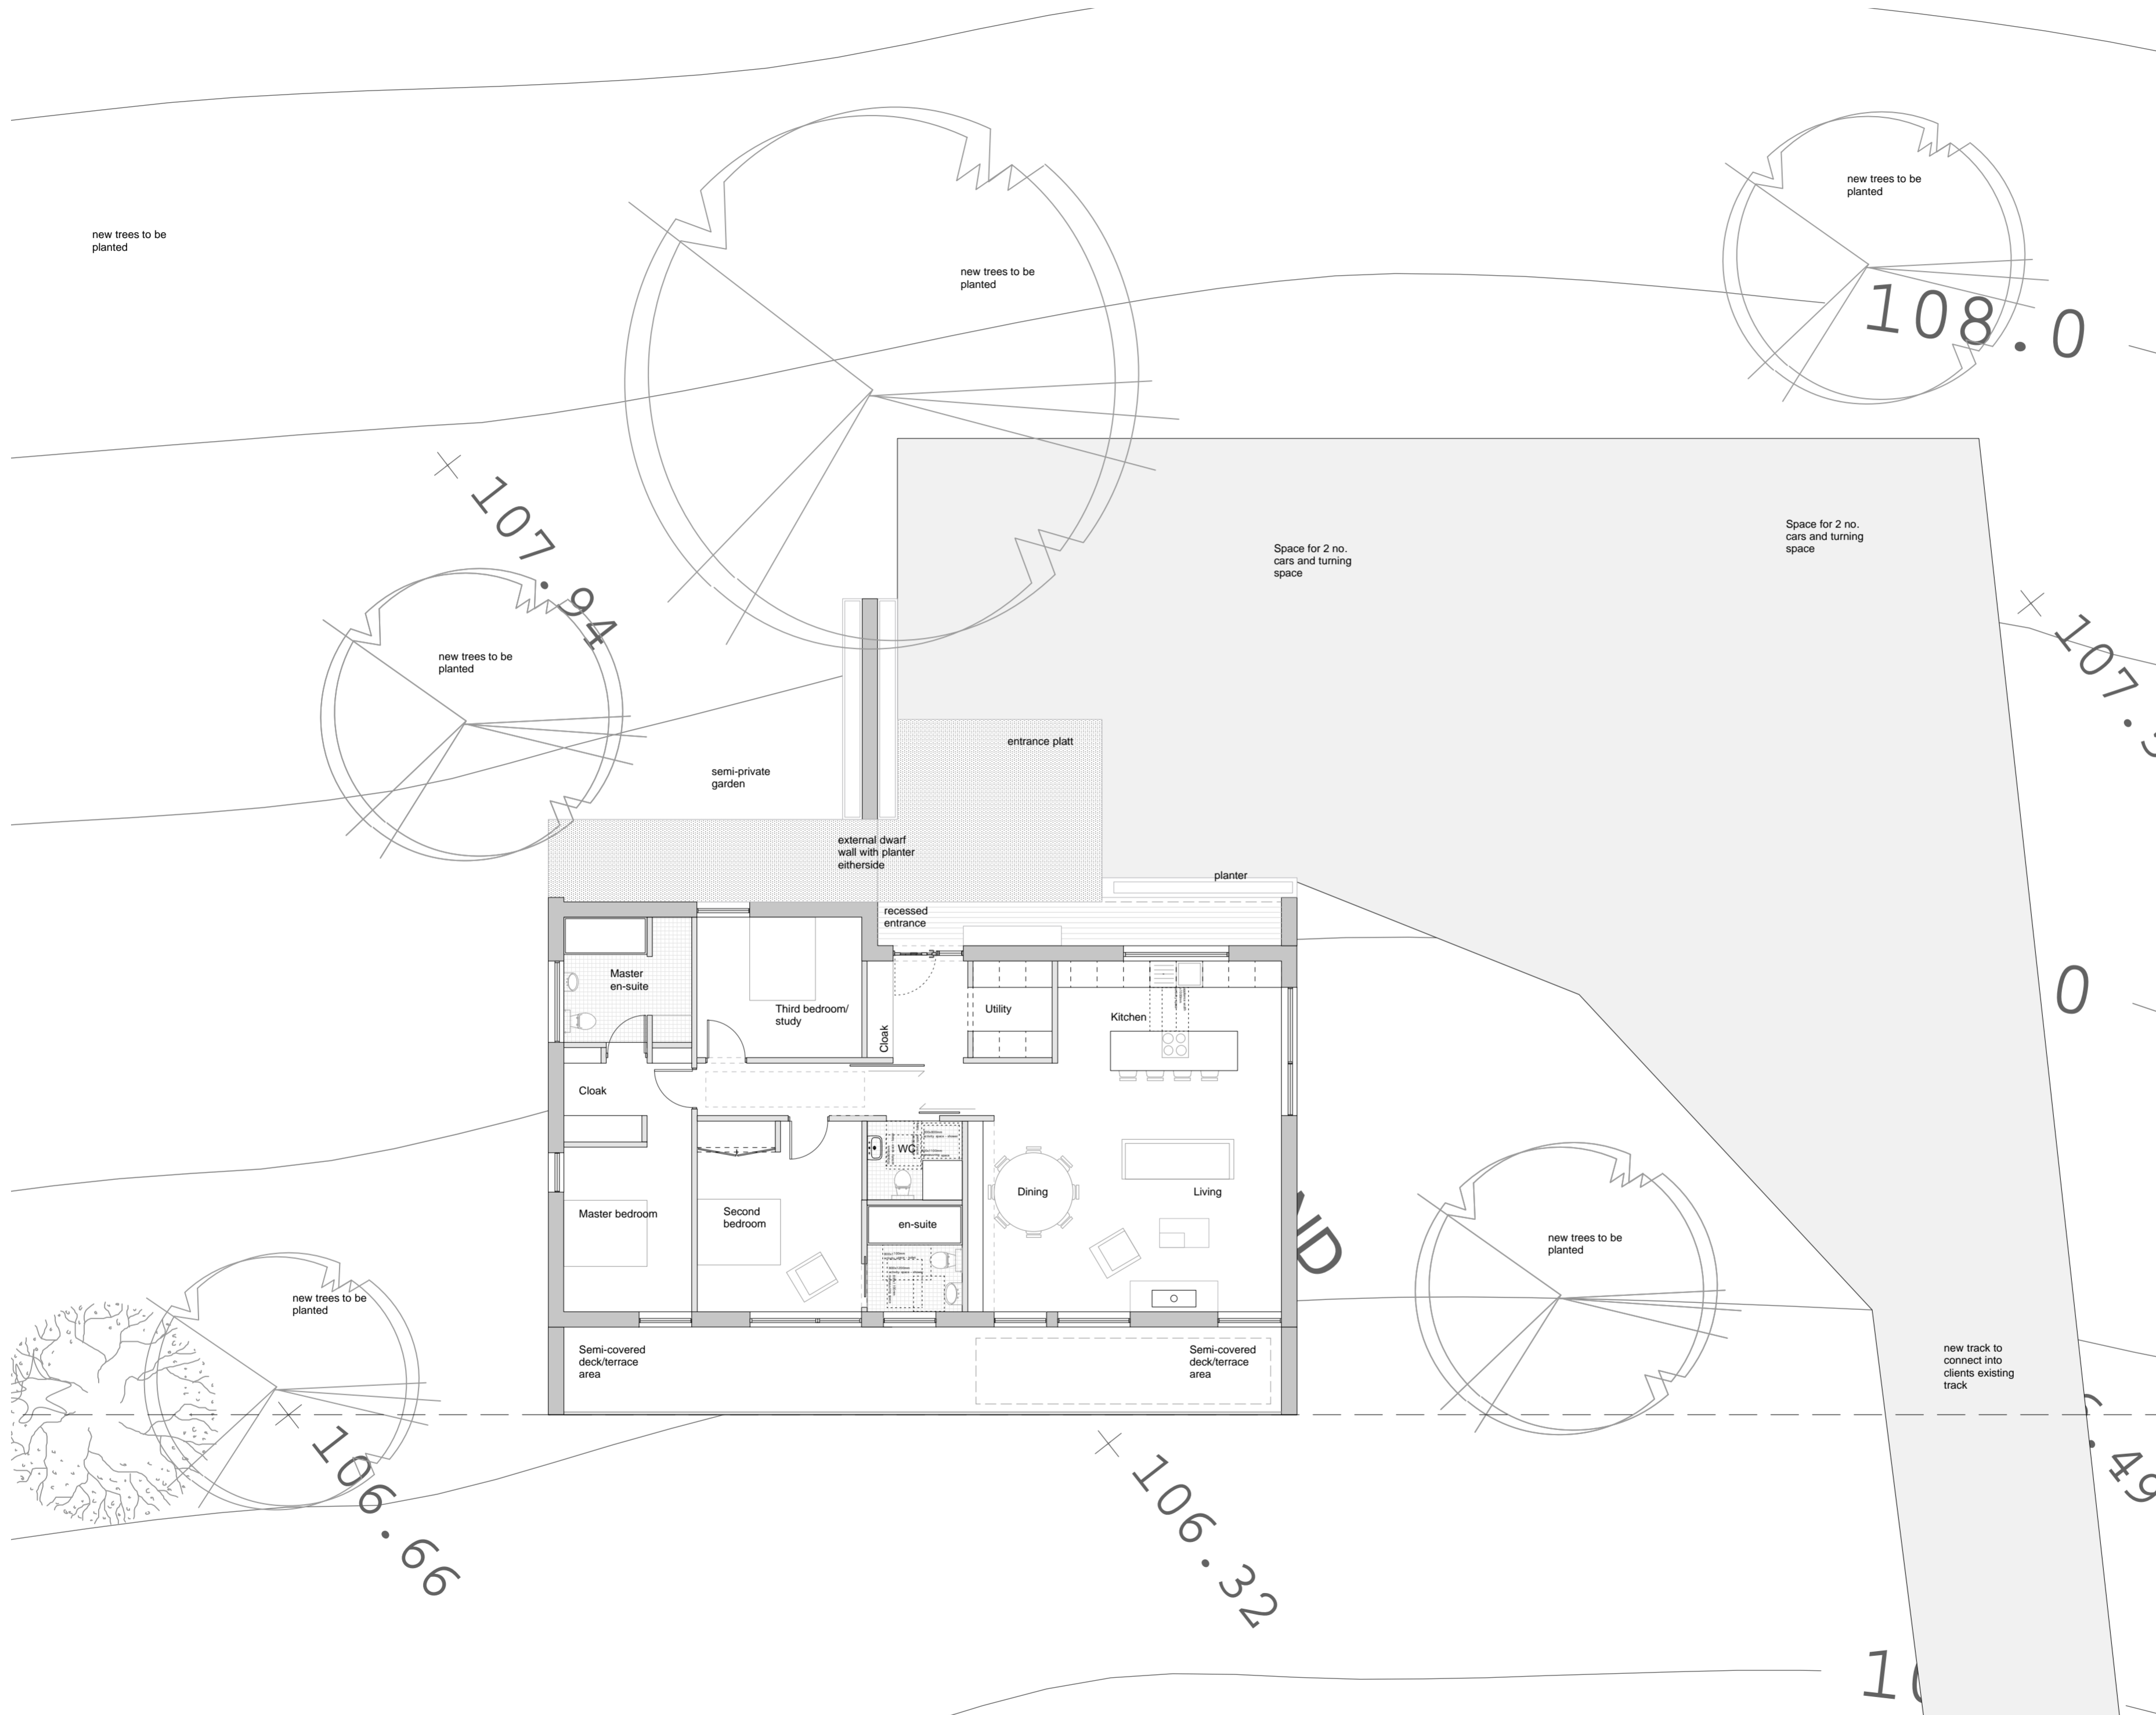 new trees to be
planted
108.0
new trees to be
planted
new trees to be
planted
107.94
Space for 2 no.
cars and turning
space
Space for 2 no.
cars and turning
space
new trees to be
planted
entrance platt
semi-private
garden
external dwarf
wall with planter
eitherside
planter
recessed
entrance
Master
en-suite
Third bedroom/
study
Cloak
Utility
Kitchen
Cloak
WC
Master bedroom
Second
bedroom
en-suite
Dining
Living
new trees to be
planted
new trees to be
planted
Semi-covered
deck/terrace
area
Semi-covered
deck/terrace
area
new track to
connect into
clients existing
track
106.66
106.32